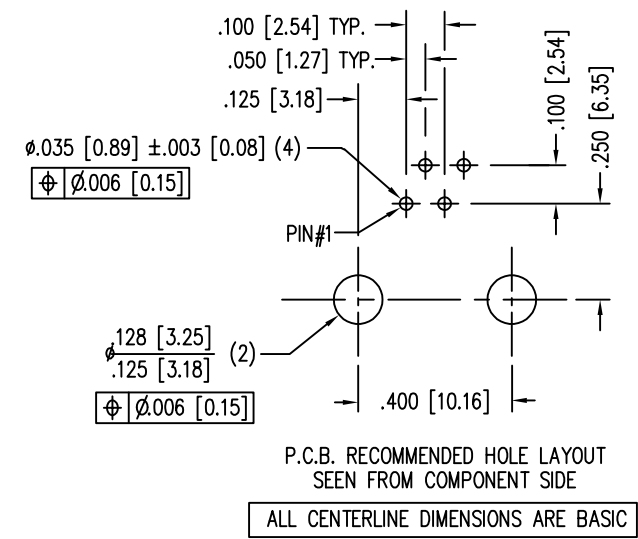 .100 [2.54] TYP.
.050 [1.27] TYP.
.125 [3.18]
.100 [2.54]
.250 [6.35]
ø.035 [0.89] ±.003 [0.08] (4)
⌖ Ø.006 [0.15]
PIN#1
ø.128 [3.25]
.125 [3.18] (2)
⌖ Ø.006 [0.15]
.400 [10.16]
P.C.B. RECOMMENDED HOLE LAYOUT
SEEN FROM COMPONENT SIDE
ALL CENTERLINE DIMENSIONS ARE BASIC